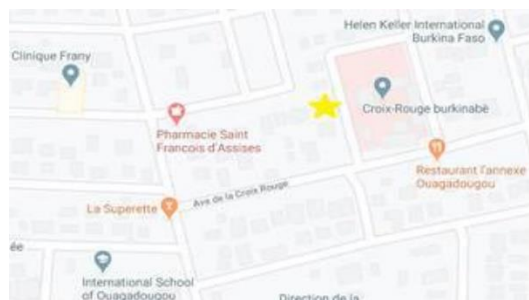 Helen Keller International
Burkina Faso
Clinique Frany
Croix-Rouge burkinabè
Pharmacie Saint
Francois d'Assises
Restaurant l'annexe
Ouagadougou
Ave de la Croix Rouge
La Superette
ée
International School
of Ouagadougou
Direction de la